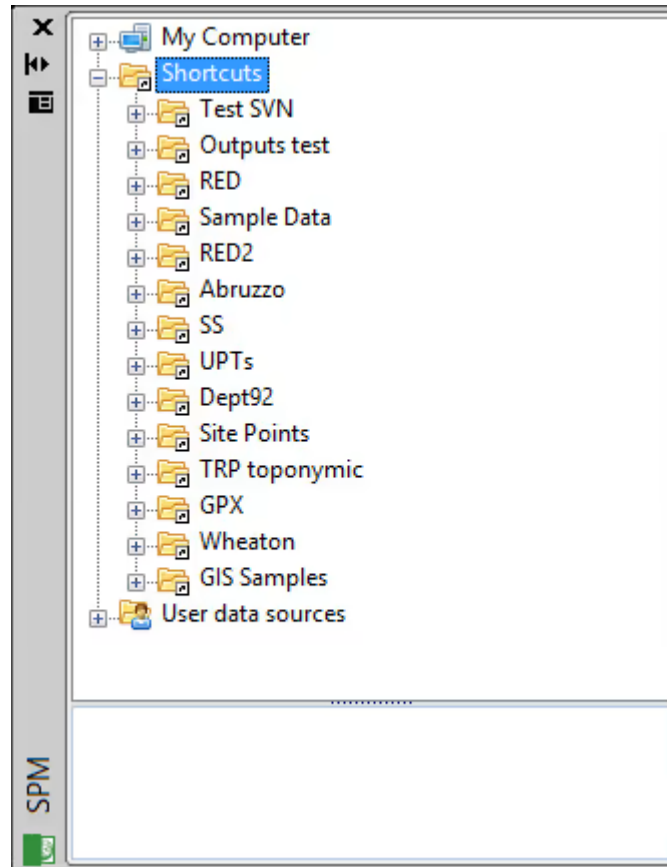 My Computer
Shortcuts
Test SVN
Outputs test
RED
Sample Data
RED2
Abruzzo
SS
UPTs
Dept92
Site Points
TRP toponymic
GPX
Wheaton
GIS Samples
User data sources
SPM